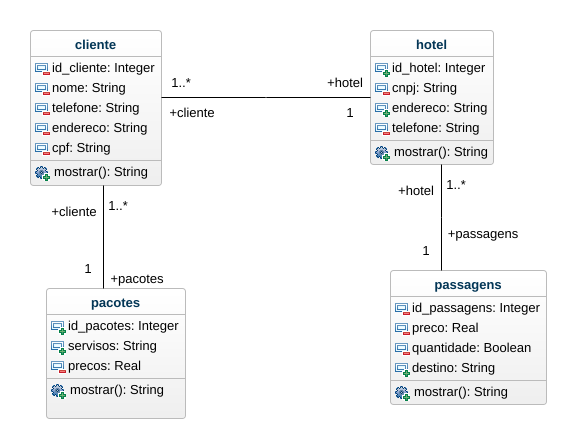 cliente
id_cliente: Integer
nome: String
telefone: String
endereco: String
cpf: String
mostrar(): String
hotel
id_hotel: Integer
cnpj: String
endereco: String
telefone: String
mostrar(): String
1..*
+cliente
+hotel
1
+cliente
1..*
1
+pacotes
+hotel
1..*
+passagens
1
pacotes
id_pacotes: Integer
servisos: String
precos: Real
mostrar(): String
passagens
id_passagens: Integer
preco: Real
quantidade: Boolean
destino: String
mostrar(): String